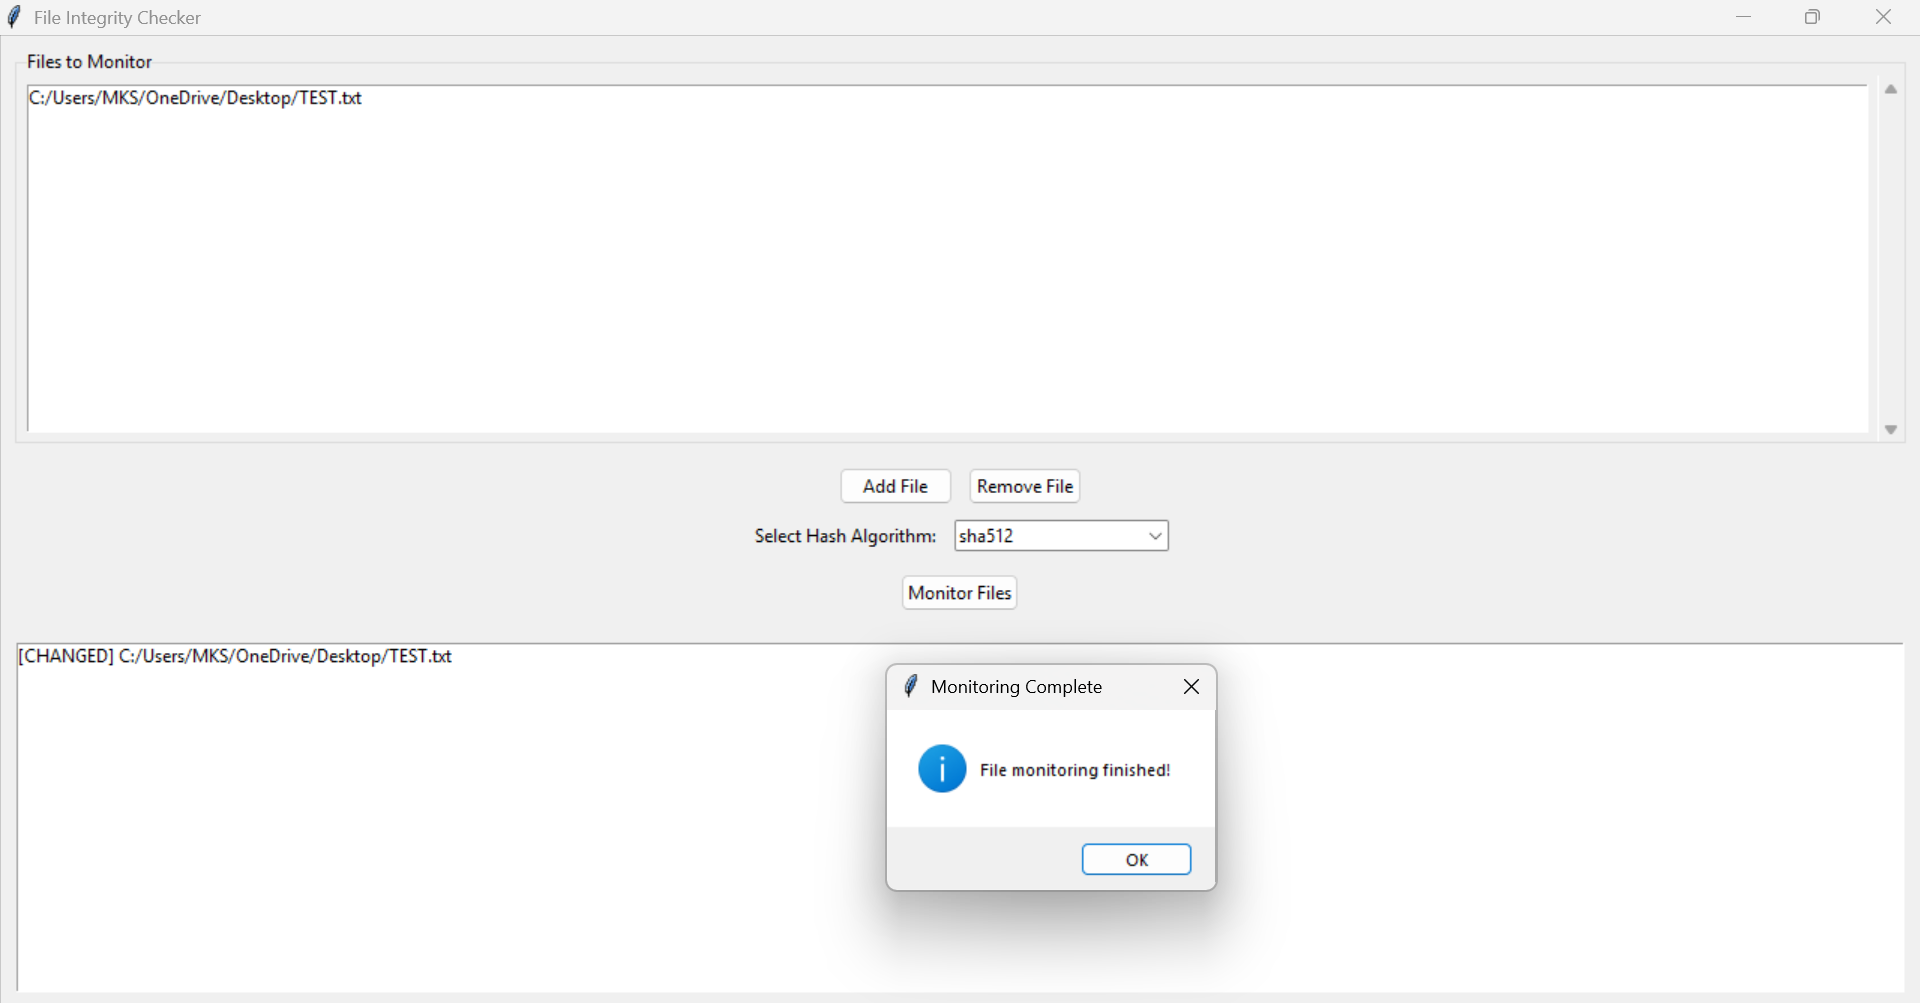 File Integrity Checker
Files to Monitor
C:/Users/MKS/OneDrive/Desktop/TEST.txt
Add File
Remove File
Select Hash Algorithm:
sha512
Monitor Files
[CHANGED] C:/Users/MKS/OneDrive/Desktop/TEST.txt
Monitoring Complete
File monitoring finished!
OK